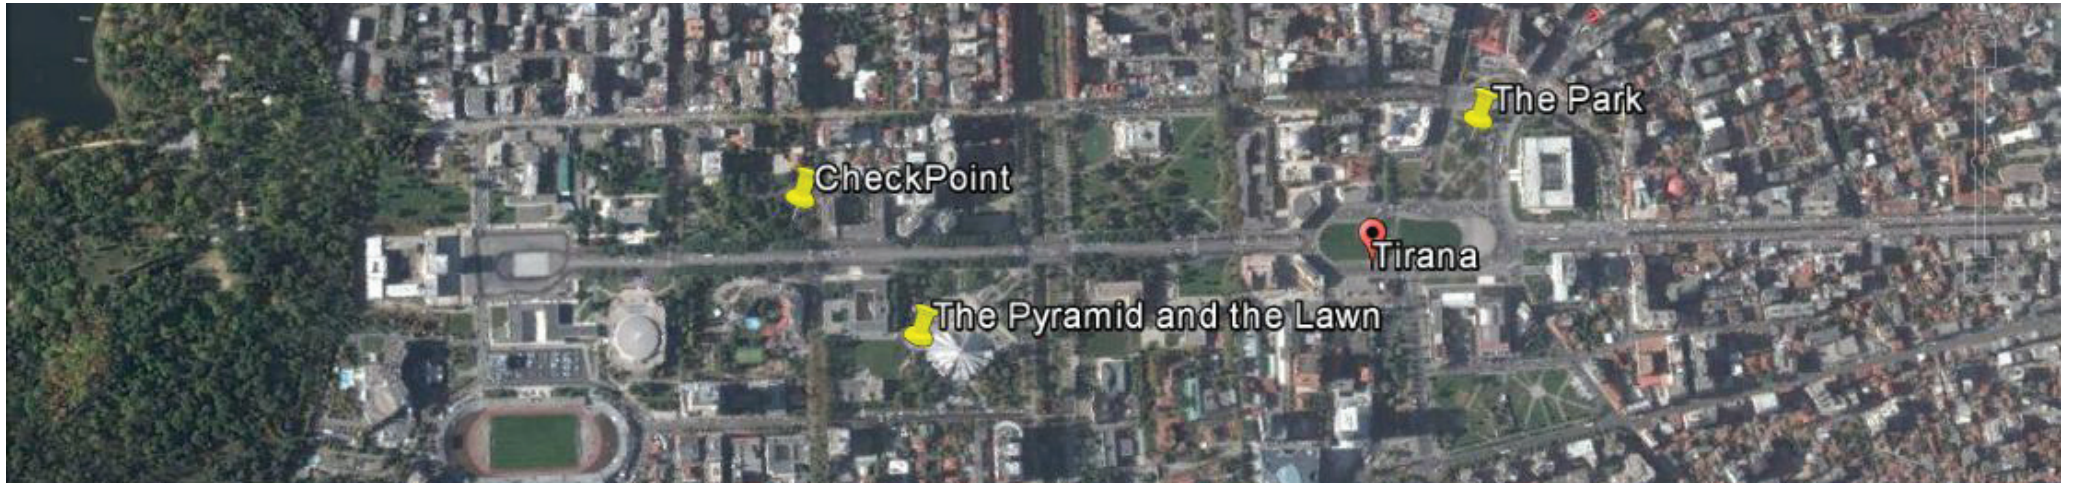 The Park
CheckPoint
Tirana
The Pyramid and the Lawn